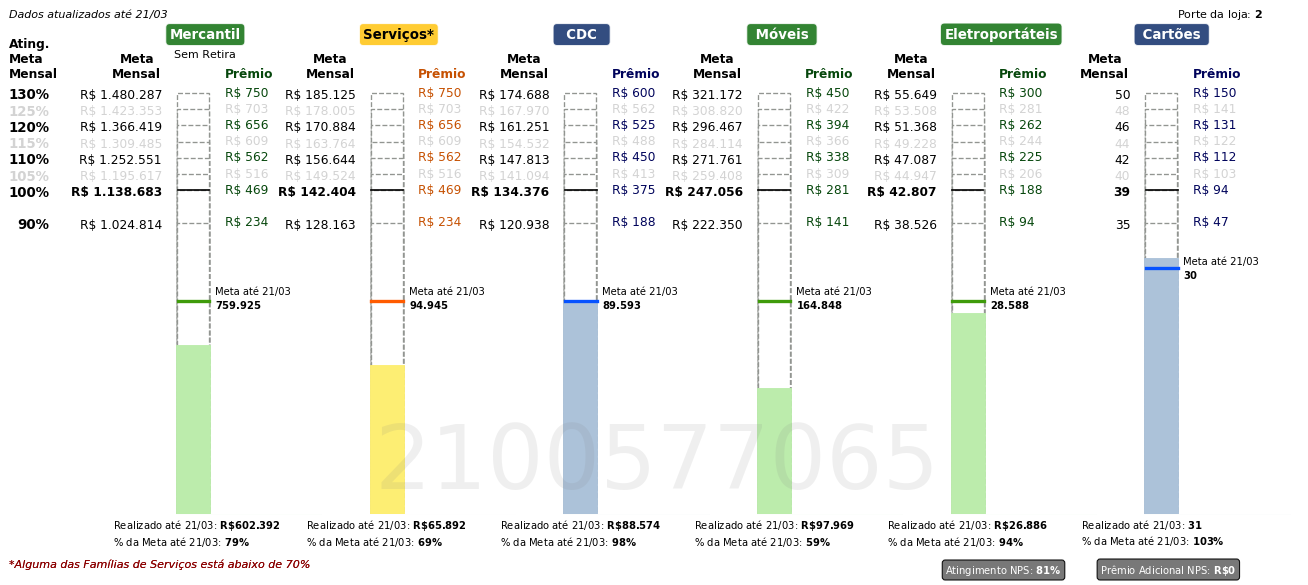 Dados atualizados até 21/03 Porte da loja: 2
Mercantil Serviços* CDC Móveis Eletroportáteis Cartões
Sem Retira
Ating. Meta Mensal Meta Mensal Prêmio Meta Mensal Prêmio Meta Mensal Prêmio Meta Mensal Prêmio Meta Mensal Prêmio Meta Mensal Prêmio
130% R$ 1.480.287 R$ 750 R$ 185.125 R$ 750 R$ 174.688 R$ 600 R$ 321.172 R$ 450 R$ 55.649 R$ 300 50 R$ 150
125% R$ 1.423.353 R$ 703 R$ 178.005 R$ 703 R$ 167.970 R$ 562 R$ 308.820 R$ 422 R$ 53.508 R$ 281 48 R$ 141
120% R$ 1.366.419 R$ 656 R$ 170.884 R$ 656 R$ 161.251 R$ 525 R$ 296.467 R$ 394 R$ 51.368 R$ 262 46 R$ 131
115% R$ 1.309.485 R$ 609 R$ 163.764 R$ 609 R$ 154.532 R$ 488 R$ 284.114 R$ 366 R$ 49.228 R$ 244 44 R$ 122
110% R$ 1.252.551 R$ 562 R$ 156.644 R$ 562 R$ 147.813 R$ 450 R$ 271.761 R$ 338 R$ 47.087 R$ 225 42 R$ 112
105% R$ 1.195.617 R$ 516 R$ 149.524 R$ 516 R$ 141.094 R$ 413 R$ 259.408 R$ 309 R$ 44.947 R$ 206 40 R$ 103
100% R$ 1.138.683 R$ 469 R$ 142.404 R$ 469 R$ 134.376 R$ 375 R$ 247.056 R$ 281 R$ 42.807 R$ 188 39 R$ 94
90% R$ 1.024.814 R$ 234 R$ 128.163 R$ 234 R$ 120.938 R$ 188 R$ 222.350 R$ 141 R$ 38.526 R$ 94 35 R$ 47
Meta até 21/03
30
Meta até 21/03 Meta até 21/03 Meta até 21/03 Meta até 21/03 Meta até 21/03
759.925 94.945 89.593 164.848 28.588
2100577065
Realizado até 21/03: R$602.392 Realizado até 21/03: R$65.892 Realizado até 21/03: R$88.574 Realizado até 21/03: R$97.969 Realizado até 21/03: R$26.886 Realizado até 21/03: 31
% da Meta até 21/03: 79% % da Meta até 21/03: 69% % da Meta até 21/03: 98% % da Meta até 21/03: 59% % da Meta até 21/03: 94% % da Meta até 21/03: 103%
*Alguma das Famílias de Serviços está abaixo de 70% Atingimento NPS: 81% Prêmio Adicional NPS: R$0